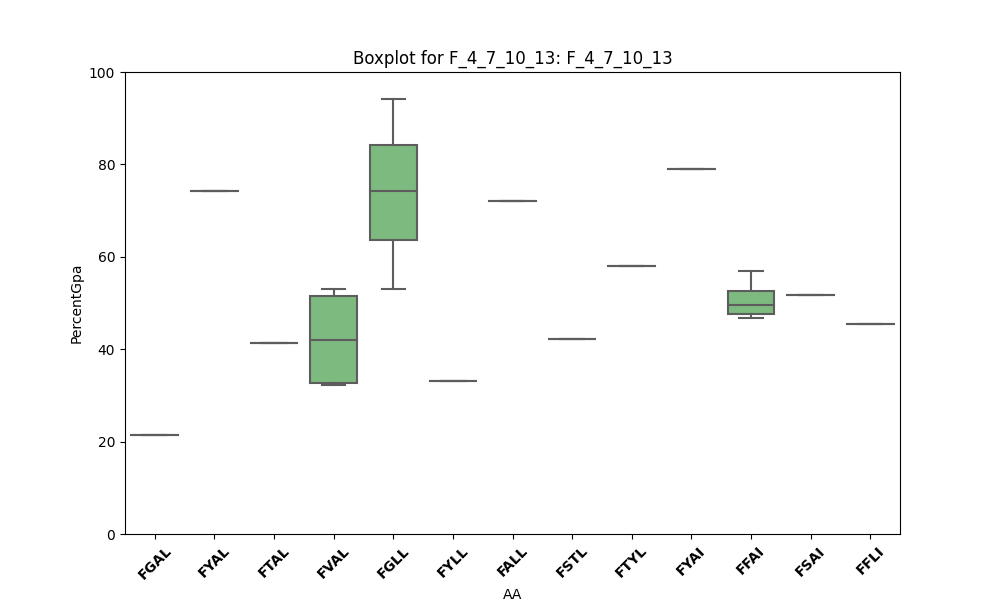 Boxplot for F_4_7_10_13: F_4_7_10_13
100
80
60
40
20
0
PercentGpa
FGAL
FYAL
FTAL
FVAL
FGLL
FYLL
FALL
FSTL
FTYL
FYAI
FFAI
FSAI
FFLI
AA